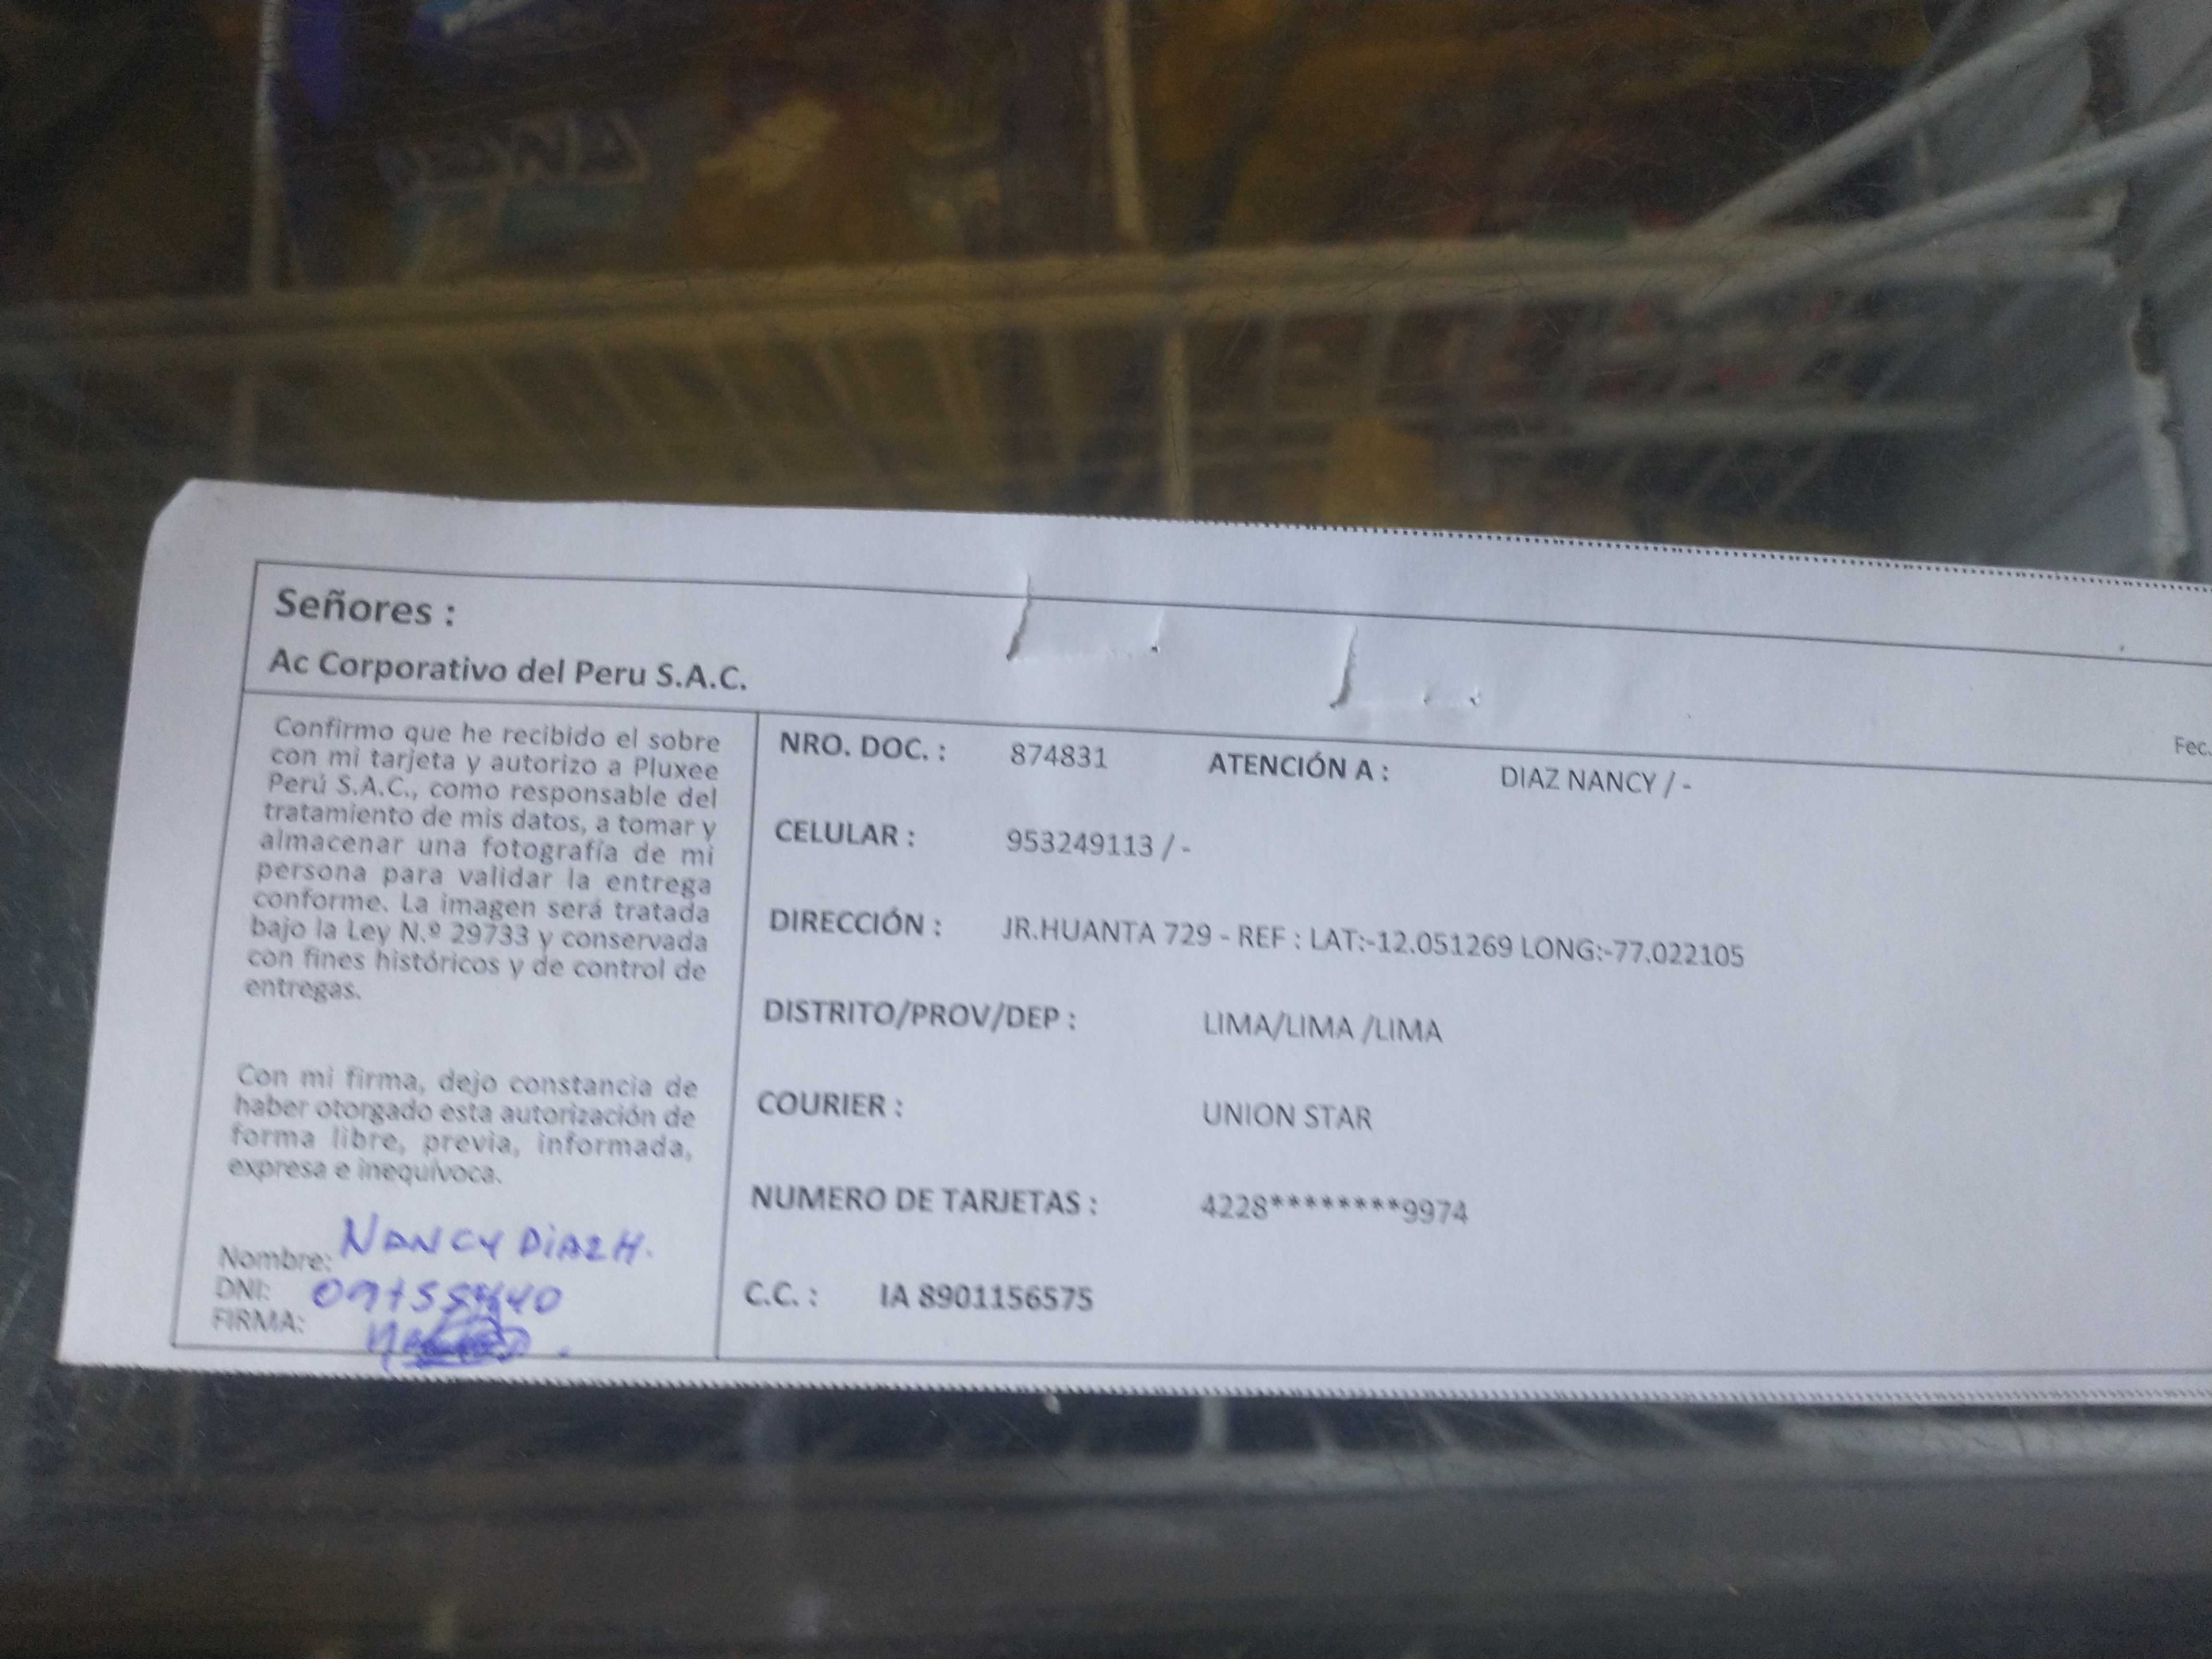 Señores :
Ac Corporativo del Peru S.A.C.
Fec.
Confirmo que he recibido el sobre
con mi tarjeta y autorizo a Pluxee
Perú S.A.C., como responsable del
tratamiento de mis datos, a tomar y
almacenar una fotografía de mi
persona para validar la entrega
conforme. La imagen será tratada
bajo la Ley N.º 29733 y conservada
con fines históricos y de control de
entregas.
Con mi firma, dejo constancia de
haber otorgado esta autorización de
forma libre, previa, informada,
expresa e inequívoca.
Nombre: NANCY DiAZ H.
DNI:
FIRMA:
NRO. DOC. : 874831 ATENCIÓN A : DIAZ NANCY / -
CELULAR : 953249113 / -
DIRECCIÓN : JR.HUANTA 729 - REF : LAT:-12.051269 LONG:-77.022105
DISTRITO/PROV/DEP : LIMA/LIMA /LIMA
COURIER : UNION STAR
NUMERO DE TARJETAS : 4228********9974
C.C. : IA 8901156575